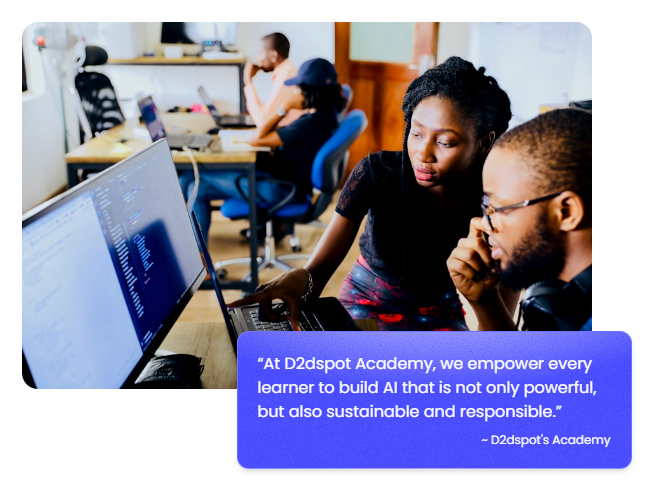 “At D2dspot Academy, we empower every
learner to build AI that is not only powerful,
but also sustainable and responsible.”
~ D2dspot's Academy